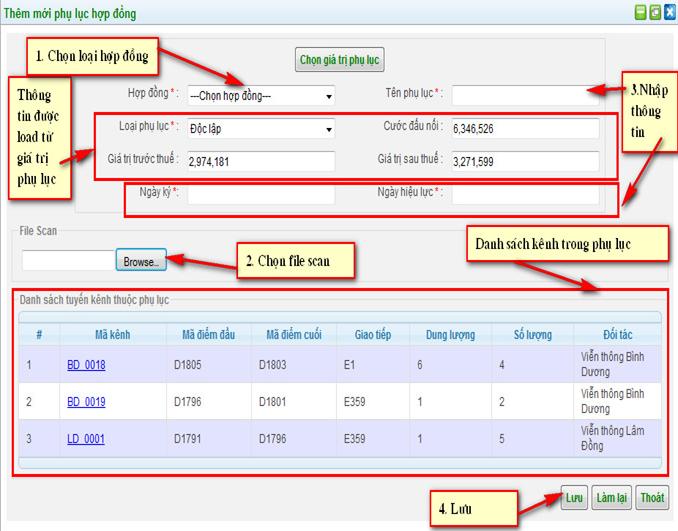 Thêm mới phụ lục hợp đồng
1. Chọn loại hợp đồng
Chọn giá trị phụ lục
Thông
tin được
load từ
giá trị
phụ lục
3.Nhập
thông
tin
Hợp đồng * : ---Chọn hợp đồng--- Tên phụ lục * :
Loại phụ lục * : Độc lập Cước đấu nối : 6,346,526
Giá trị trước thuế : 2,974,181 Giá trị sau thuế : 3,271,599
Ngày ký *: Ngày hiệu lực * :
File Scan
Browse...
2. Chọn file scan
Danh sách kênh trong phụ lục
Danh sách tuyến kênh thuộc phụ lục
# Mã kênh Mã điểm đầu Mã điểm cuối Giao tiếp Dung lượng Số lượng Đối tác
1 BD_0018 D1805 D1803 E1 6 4 Viễn thông Bình
Dương
2 BD_0019 D1796 D1801 E359 1 2 Viễn thông Bình
Dương
3 LD_0001 D1791 D1796 E359 1 5 Viễn thông Lâm
Đồng
4. Lưu
Lưu Làm lại Thoát